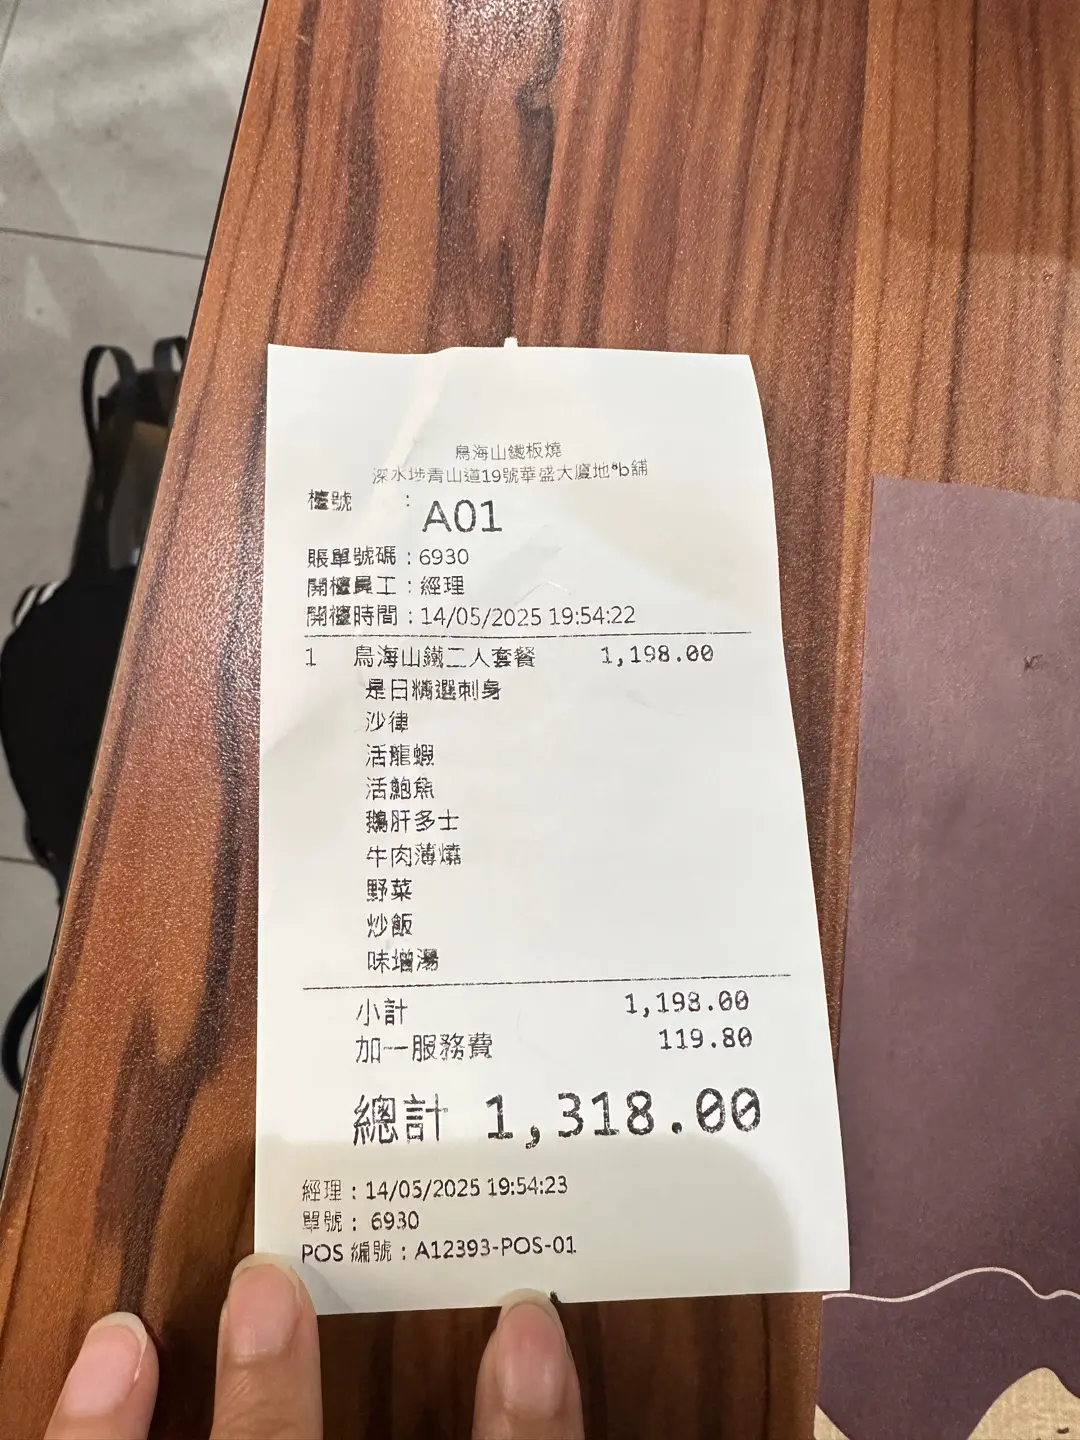 鳥海山鐵板燒
深水埗青山道19號華盛大廈地*b舖
檯號 : A01
賬單號碼 : 6930
開檯員工 : 經理
開檯時間 : 14/05/2025 19:54:22
1 鳥海山鐵二人套餐 1,198.00
是日精選刺身
沙律
活龍蝦
活鮑魚
鵝肝多士
牛肉薄燒
野菜
炒飯
味增湯
小計 1,198.00
加一服務費 119.80
總計 1,318.00
經理 : 14/05/2025 19:54:23
單號 : 6930
POS 編號 : A12393-POS-01